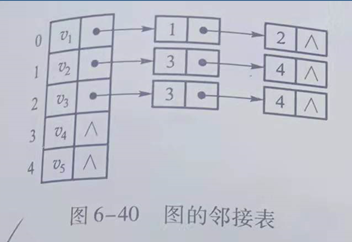 0 v₁ 1 2 ∧
1 v₂ 3 4 ∧
2 v₃ 3 4 ∧
3 v₄ ∧
4 v₅ ∧
图6-40 图的邻接表